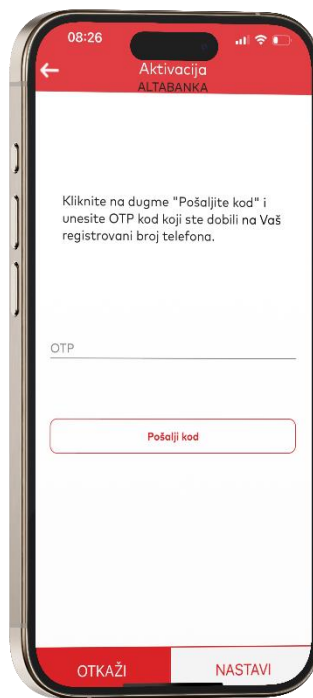 08:26
Aktivacija
ALTABANKA
Kliknite na dugme "Pošaljite kod" i
unesite OTP kod koji ste dobili na Vaš
registrovani broj telefona.
OTP
Pošalji kod
OTKAŽI NASTAVI